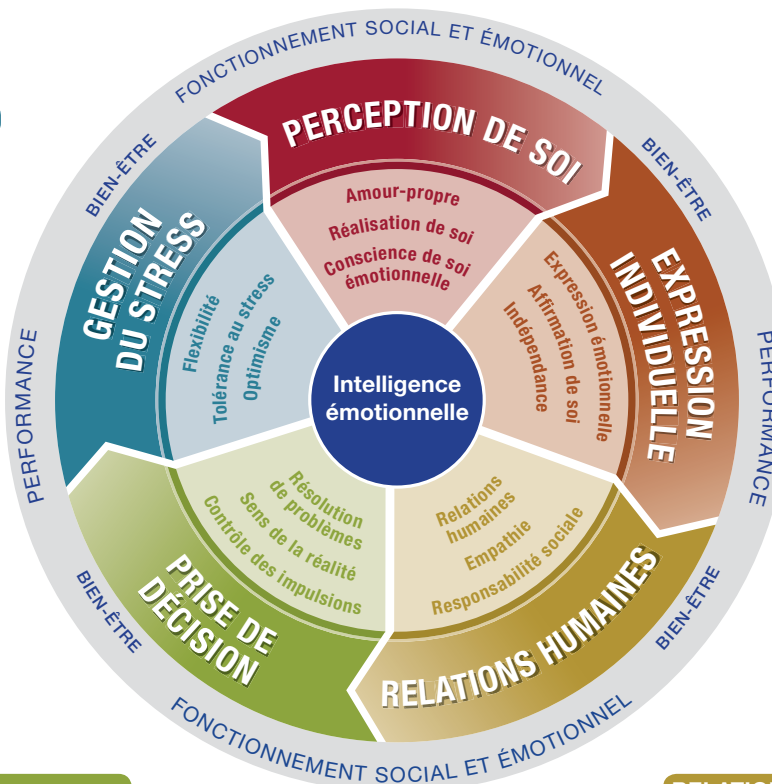 FONCTIONNEMENT SOCIAL ET ÉMOTIONNEL
BIEN-ÊTRE
BIEN-ÊTRE
PERFORMANCE
PERFORMANCE
PERCEPTION DE SOI
Amour-propre
Réalisation de soi
Conscience de soi
émotionnelle
EXPRESSION
INDIVIDUELLE
Expression émotionnelle
Affirmation de soi
Indépendance
GESTION
DU STRESS
Flexibilité
Tolérance au stress
Optimisme
Intelligence
émotionnelle
Résolution
de problèmes
Sens de la réalité
Contrôle des impulsions
PRISE DE
DÉCISION
Relations
humaines
Empathie
Responsabilité sociale
RELATIONS HUMAINES
BIEN-ÊTRE
BIEN-ÊTRE
FONCTIONNEMENT SOCIAL ET ÉMOTIONNEL